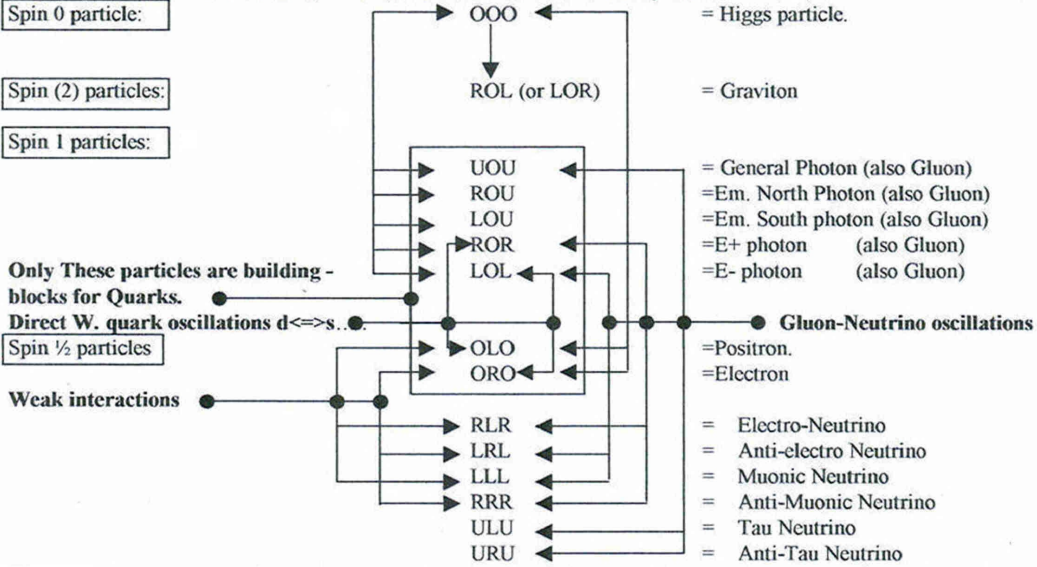 Spin 0 particle: OOO = Higgs particle.
Spin (2) particles: ROL (or LOR) = Graviton
Spin 1 particles:
UOU = General Photon (also Gluon)
ROU =Em. North Photon (also Gluon)
LOU =Em. South photon (also Gluon)
ROR =E+ photon (also Gluon)
LOL =E- photon (also Gluon)
Only These particles are building -
blocks for Quarks.
Direct W. quark oscillations d<=>s.... Gluon-Neutrino oscillations
Spin ½ particles OLO =Positron.
ORO =Electron
Weak interactions
RLR = Electro-Neutrino
LRL = Anti-electro Neutrino
LLL = Muonic Neutrino
RRR = Anti-Muonic Neutrino
ULU = Tau Neutrino
URU = Anti-Tau Neutrino